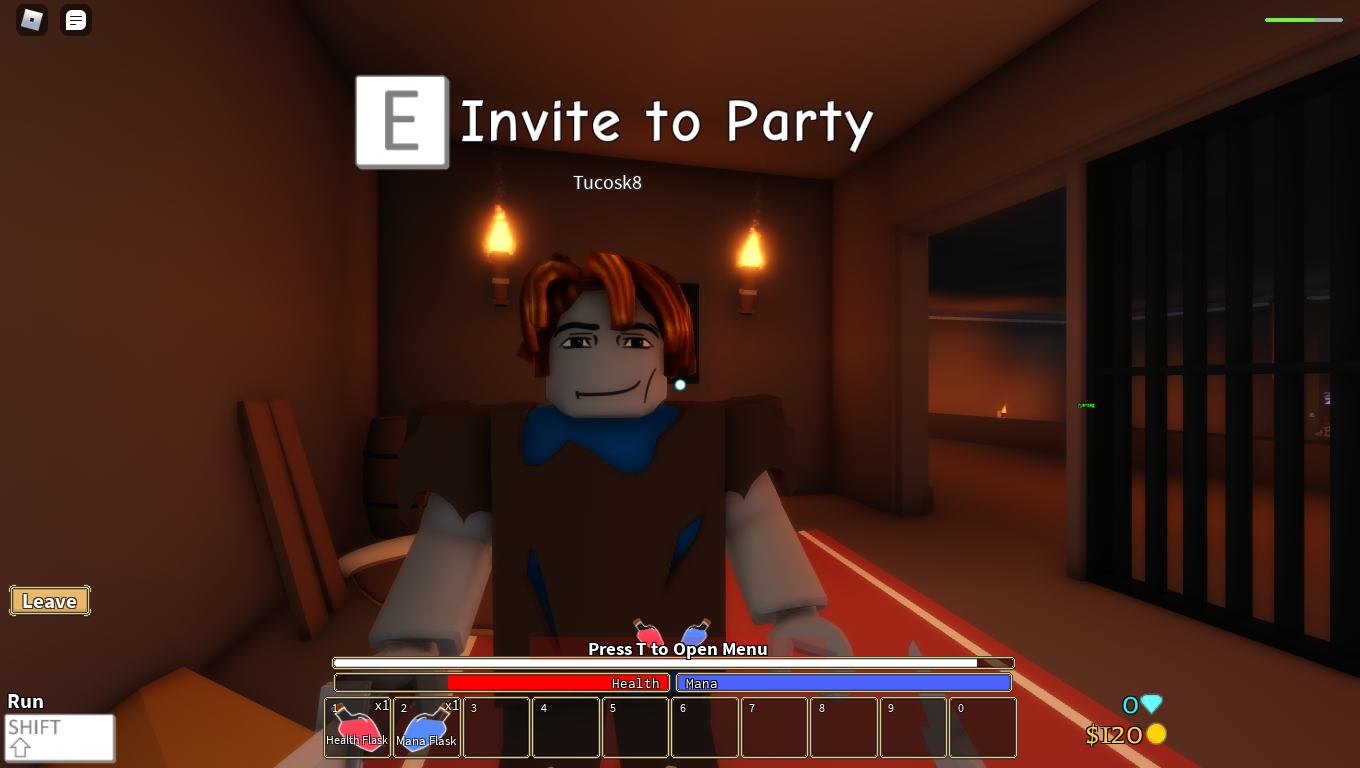 E Invite to Party
Tucosk8
Leave
Press T to Open Menu
Health
Mana
Run
SHIFT
1 x1 2 x1 3 4 5 6 7 8 9 0
Health Flask Mana Flask
0
$120